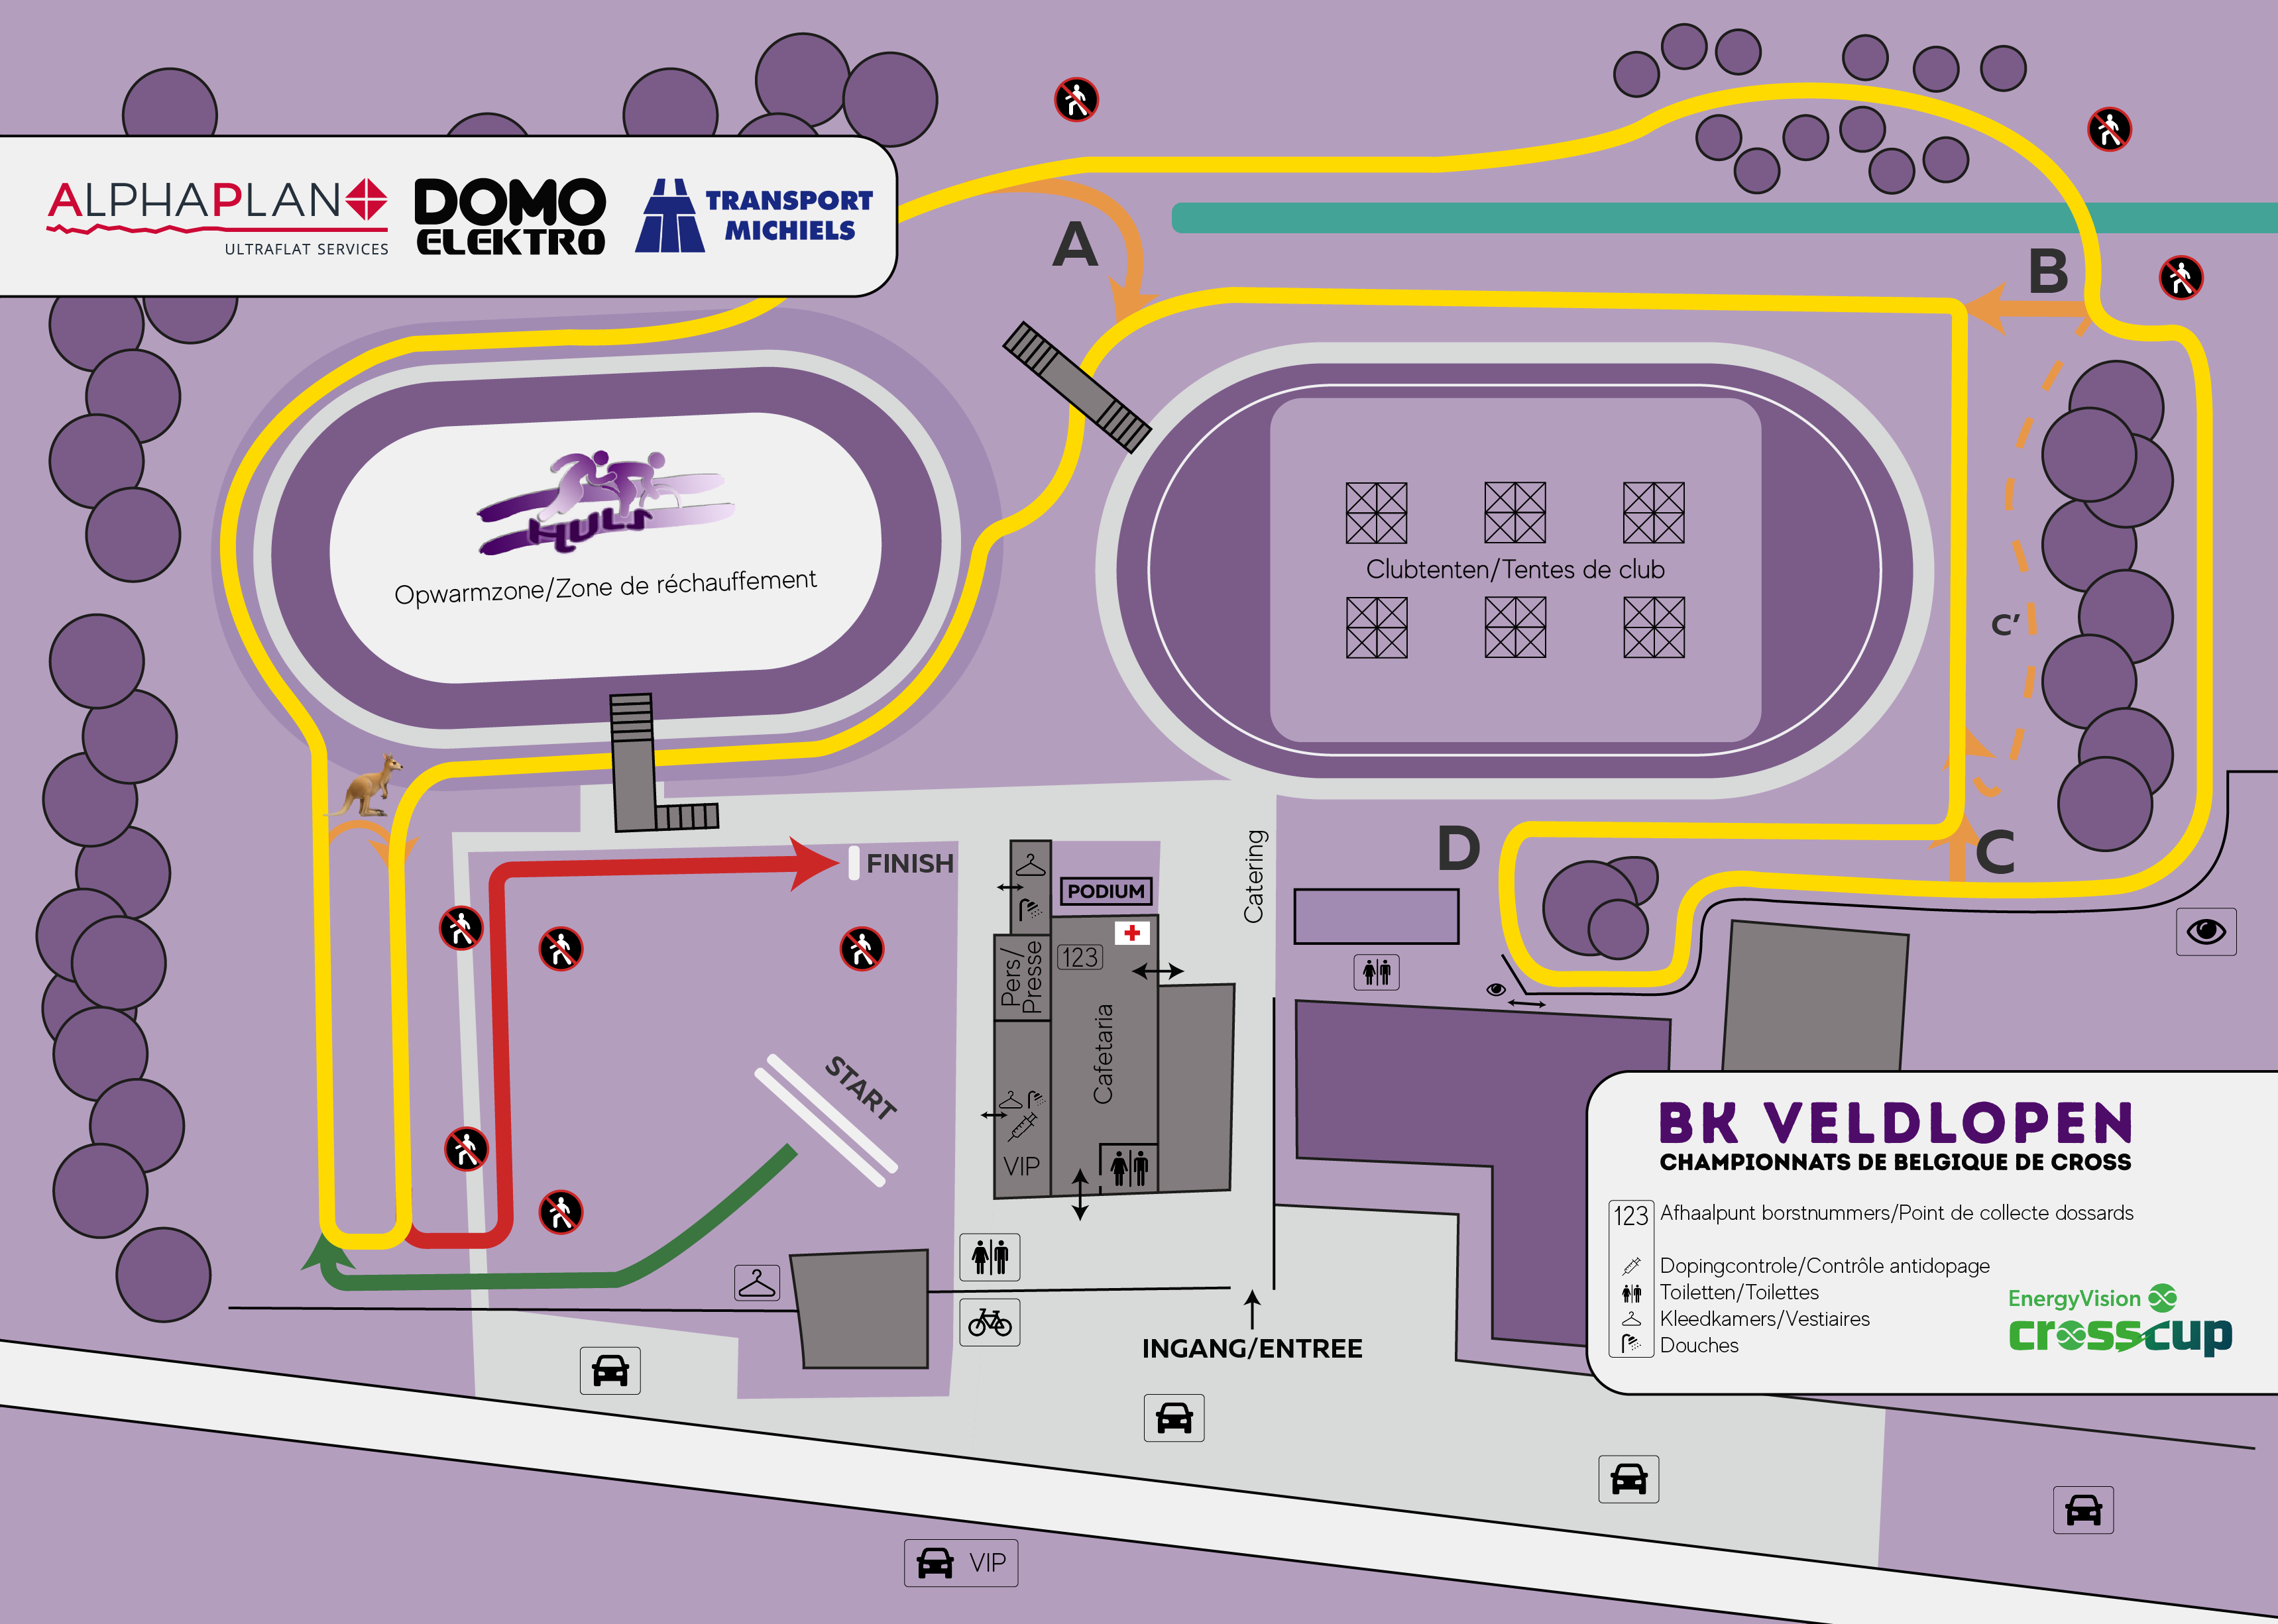 ALPHAPLAN
ULTRAFLAT SERVICES
DOMO
ELEKTRO
TRANSPORT
MICHIELS
A
B
HULS
Opwarmzone/Zone de réchauffement
Clubtenten/Tentes de club
C'
D
C
FINISH
PODIUM
Catering
123
Pers/
Presse
Cafetaria
START
VIP
INGANG/ENTREE
VIP
BK VELDLOPEN
CHAMPIONNATS DE BELGIQUE DE CROSS
123 Afhaalpunt borstnummers/Point de collecte dossards
Dopingcontrole/Contrôle antidopage
Toiletten/Toilettes
Kleedkamers/Vestiaires
Douches
EnergyVision
crosscup